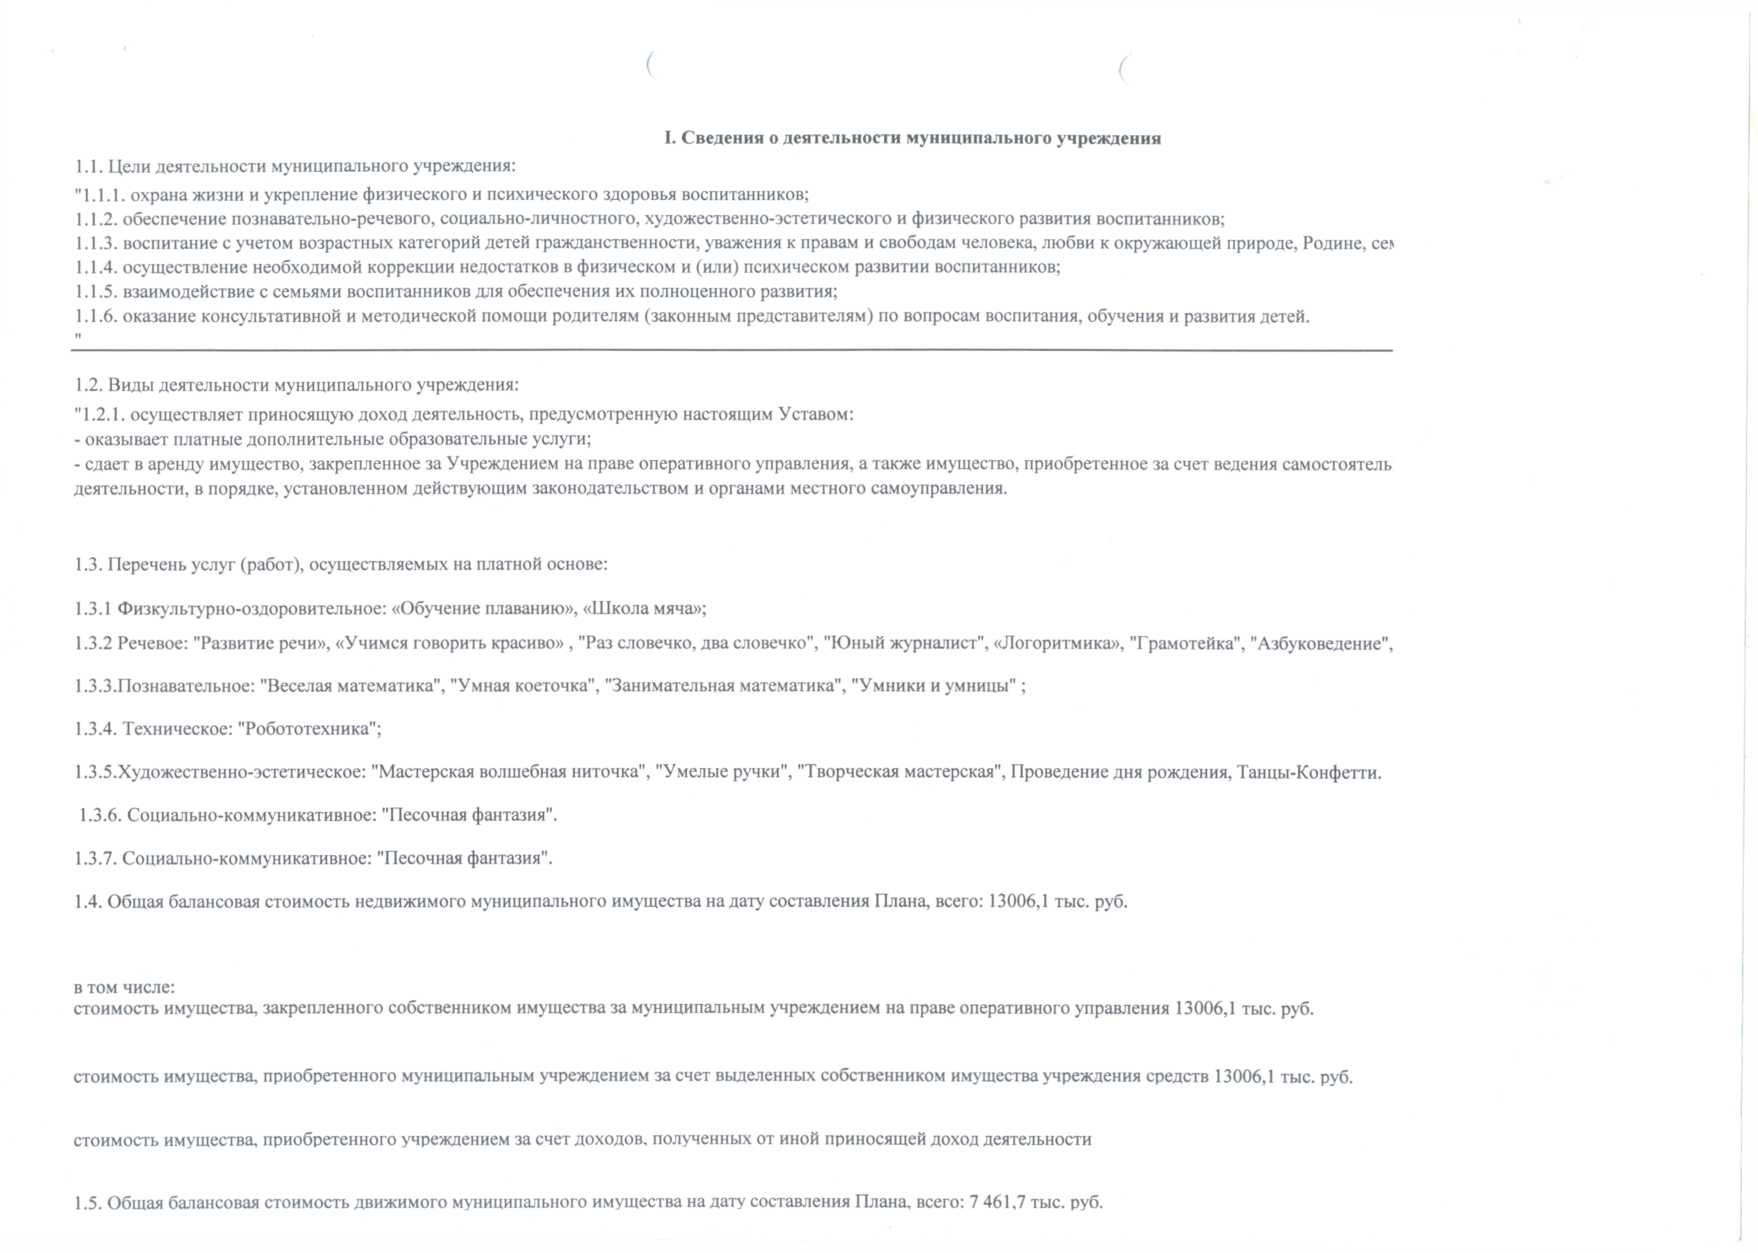 I. Сведения о деятельности муниципального учреждения
1.1. Цели деятельности муниципального учреждения:
"1.1.1. охрана жизни и укрепление физического и психического здоровья воспитанников;
1.1.2. обеспечение познавательно-речевого, социально-личностного, художественно-эстетического и физического развития воспитанников;
1.1.3. воспитание с учетом возрастных категорий детей гражданственности, уважения к правам и свободам человека, любви к окружающей природе, Родине,
1.1.4. осуществление необходимой коррекции недостатков в физическом и (или) психическом развитии воспитанников;
1.1.5. взаимодействие с семьями воспитанников для обеспечения их полноценного развития;
1.1.6. оказание консультативной и методической помощи родителям (законным представителям) по вопросам воспитания, обучения и развития детей.
"
1.2. Виды деятельности муниципального учреждения:
"1.2.1. осуществляет приносящую доход деятельность, предусмотренную настоящим Уставом:
- оказывает платные дополнительные образовательные услуги;
- сдает в аренду имущество, закрепленное за Учреждением на праве оперативного управления, а также имущество, приобретенное за счет ведения самостоятель
деятельности, в порядке, установленном действующим законодательством и органами местного самоуправления.
1.3. Перечень услуг (работ), осуществляемых на платной основе:
1.3.1 Физкультурно-оздоровительное: «Обучение плаванию», «Школа мяча»;
1.3.2 Речевое: "Развитие речи», «Учимся говорить красиво» , "Раз словечко, два словечко", "Юный журналист", «Логоритмика», "Грамотейка", "Азбуковедение",
1.3.3.Познавательное: "Веселая математика", "Умная коеточка", "Занимательная математика", "Умники и умницы" ;
1.3.4. Техническое: "Робототехника";
1.3.5.Художественно-эстетическое: "Мастерская волшебная ниточка", "Умелые ручки", "Творческая мастерская", Проведение дня рождения, Танцы-Конфетти.
1.3.6. Социально-коммуникативное: "Песочная фантазия".
1.3.7. Социально-коммуникативное: "Песочная фантазия".
1.4. Общая балансовая стоимость недвижимого муниципального имущества на дату составления Плана, всего: 13006,1 тыс. руб.
в том числе:
стоимость имущества, закрепленного собственником имущества за муниципальным учреждением на праве оперативного управления 13006,1 тыс. руб.
стоимость имущества, приобретенного муниципальным учреждением за счет выделенных собственником имущества учреждения средств 13006,1 тыс. руб.
стоимость имущества, приобретенного учреждением за счет доходов, полученных от иной приносящей доход деятельности
1.5. Общая балансовая стоимость движимого муниципального имущества на дату составления Плана, всего: 7 461,7 тыс. руб.